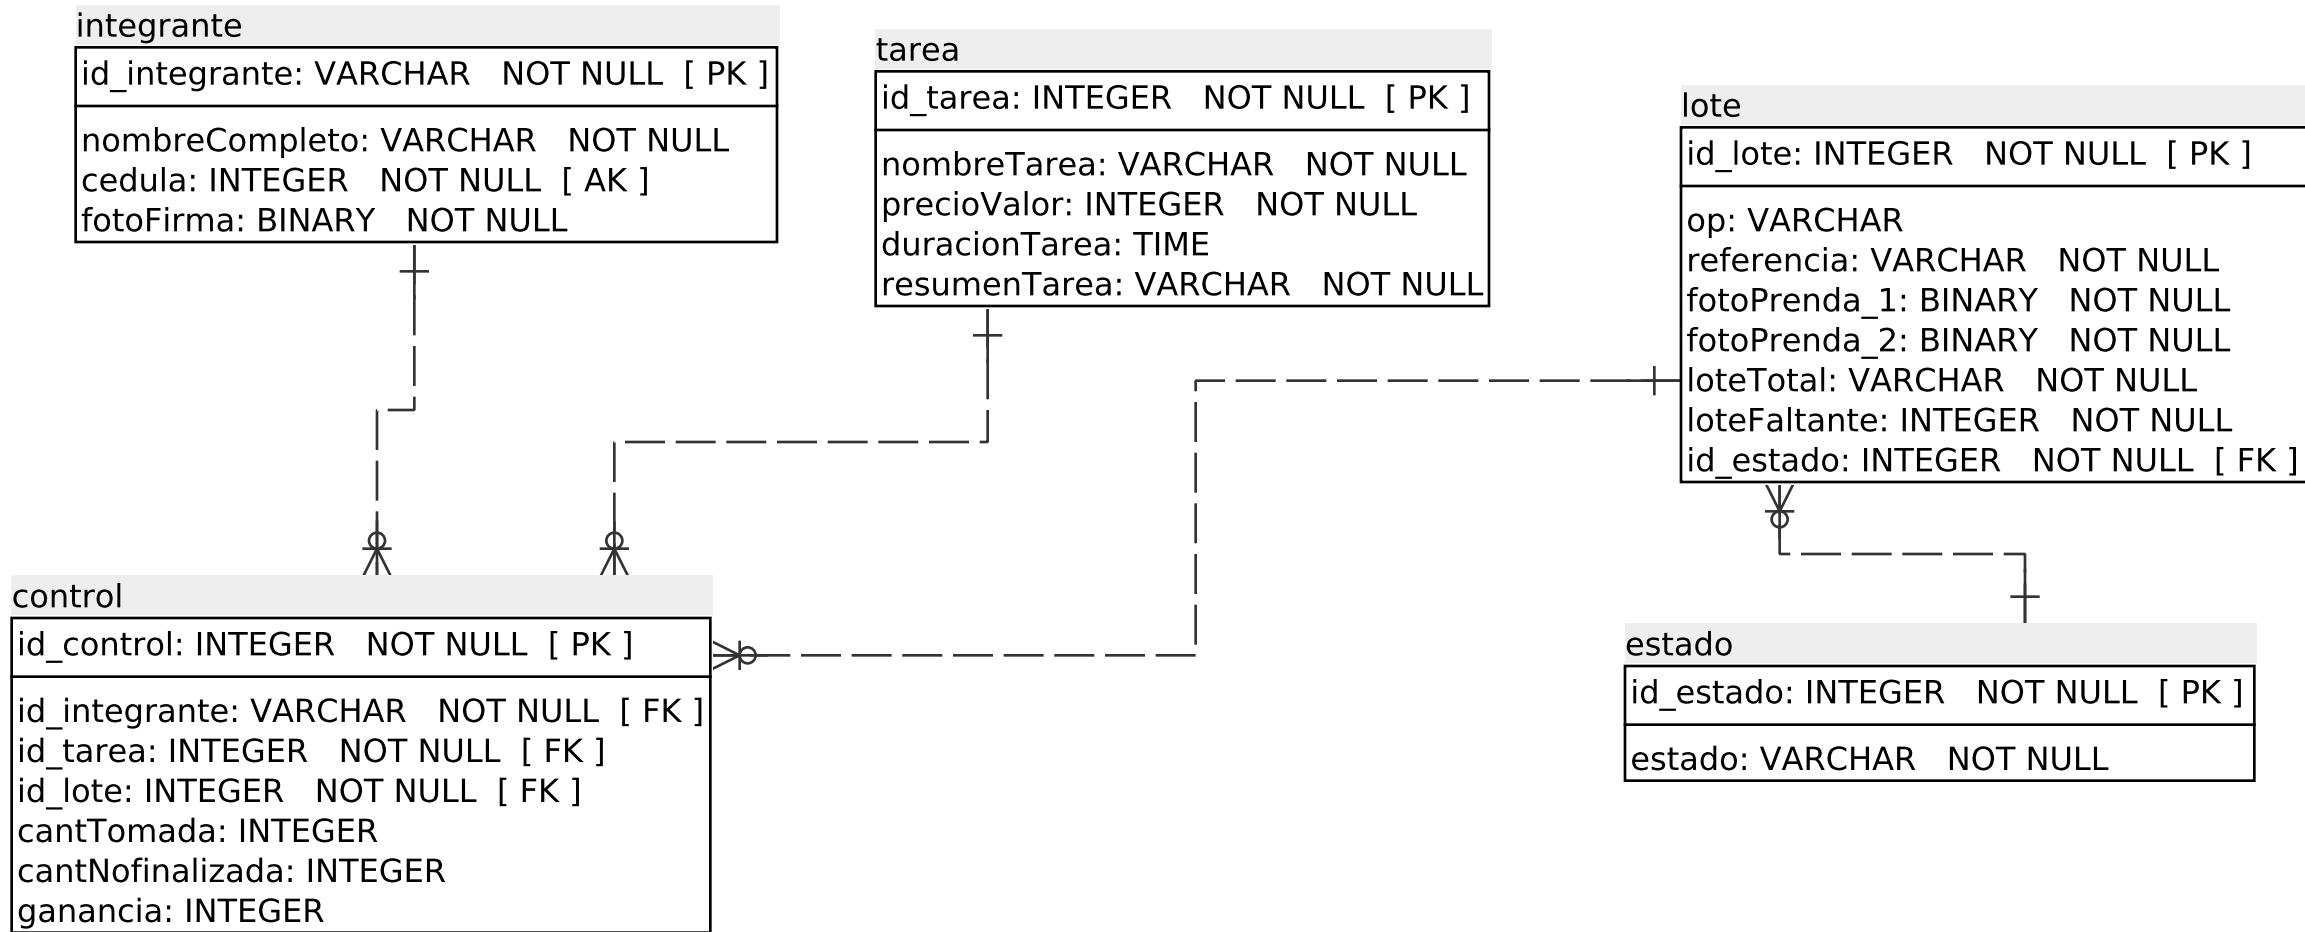 integrante
id_integrante: VARCHAR NOT NULL [ PK ]
nombreCompleto: VARCHAR NOT NULL
cedula: INTEGER NOT NULL [ AK ]
fotoFirma: BINARY NOT NULL
tarea
id_tarea: INTEGER NOT NULL [ PK ]
nombreTarea: VARCHAR NOT NULL
precioValor: INTEGER NOT NULL
duracionTarea: TIME
resumenTarea: VARCHAR NOT NULL
lote
id_lote: INTEGER NOT NULL [ PK ]
op: VARCHAR
referencia: VARCHAR NOT NULL
fotoPrenda_1: BINARY NOT NULL
fotoPrenda_2: BINARY NOT NULL
loteTotal: VARCHAR NOT NULL
loteFaltante: INTEGER NOT NULL
id_estado: INTEGER NOT NULL [ FK ]
control
id_control: INTEGER NOT NULL [ PK ]
id_integrante: VARCHAR NOT NULL [ FK ]
id_tarea: INTEGER NOT NULL [ FK ]
id_lote: INTEGER NOT NULL [ FK ]
cantTomada: INTEGER
cantNofinalizada: INTEGER
ganancia: INTEGER
estado
id_estado: INTEGER NOT NULL [ PK ]
estado: VARCHAR NOT NULL